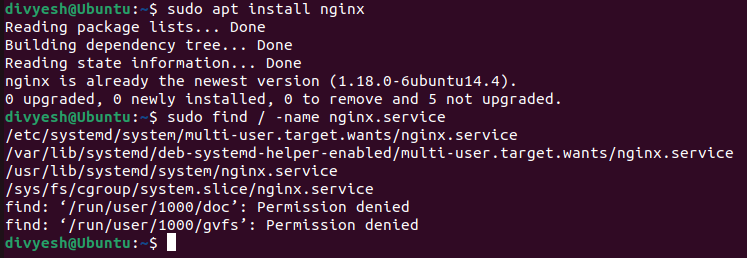 divyesh@Ubuntu:~$ sudo apt install nginx
Reading package lists... Done
Building dependency tree... Done
Reading state information... Done
nginx is already the newest version (1.18.0-6ubuntu14.4).
0 upgraded, 0 newly installed, 0 to remove and 5 not upgraded.
divyesh@Ubuntu:~$ sudo find / -name nginx.service
/etc/systemd/system/multi-user.target.wants/nginx.service
/var/lib/systemd/deb-systemd-helper-enabled/multi-user.target.wants/nginx.service
/usr/lib/systemd/system/nginx.service
/sys/fs/cgroup/system.slice/nginx.service
find: ‘/run/user/1000/doc’: Permission denied
find: ‘/run/user/1000/gvfs’: Permission denied
divyesh@Ubuntu:~$